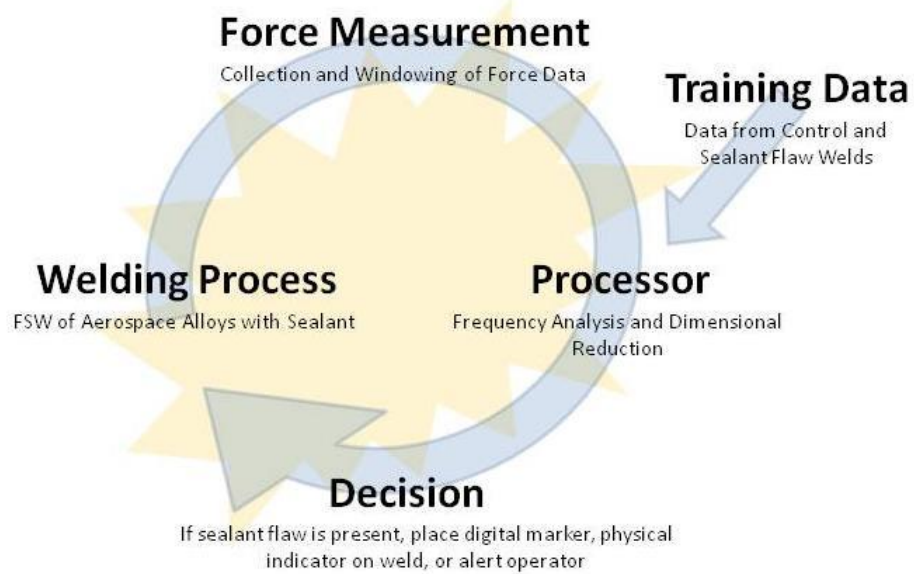 Force Measurement
Collection and Windowing of Force Data
Training Data
Data from Control and
Sealant Flaw Welds
Welding Process
FSW of Aerospace Alloys with Sealant
Processor
Frequency Analysis and Dimensional
Reduction
Decision
If sealant flaw is present, place digital marker, physical
indicator on weld, or alert operator